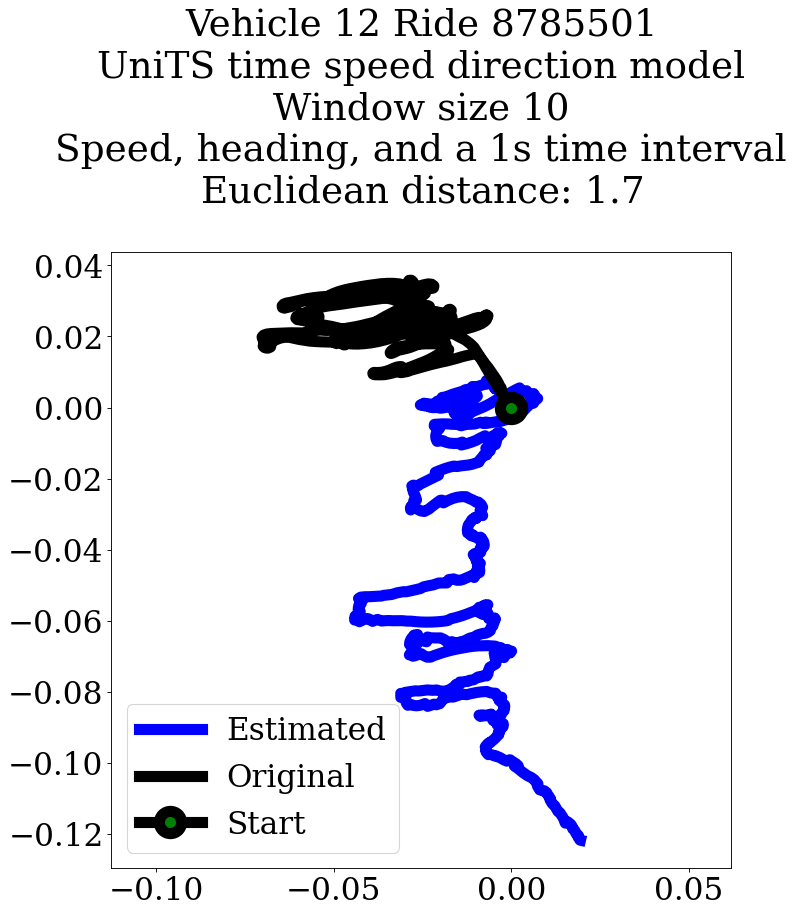 Vehicle 12 Ride 8785501
UniTS time speed direction model
Window size 10
Speed, heading, and a 1s time interval
Euclidean distance: 1.7
0.04
0.02
0.00
−0.02
−0.04
−0.06
−0.08
−0.10
−0.12
Estimated
Original
Start
−0.10
−0.05
0.00
0.05